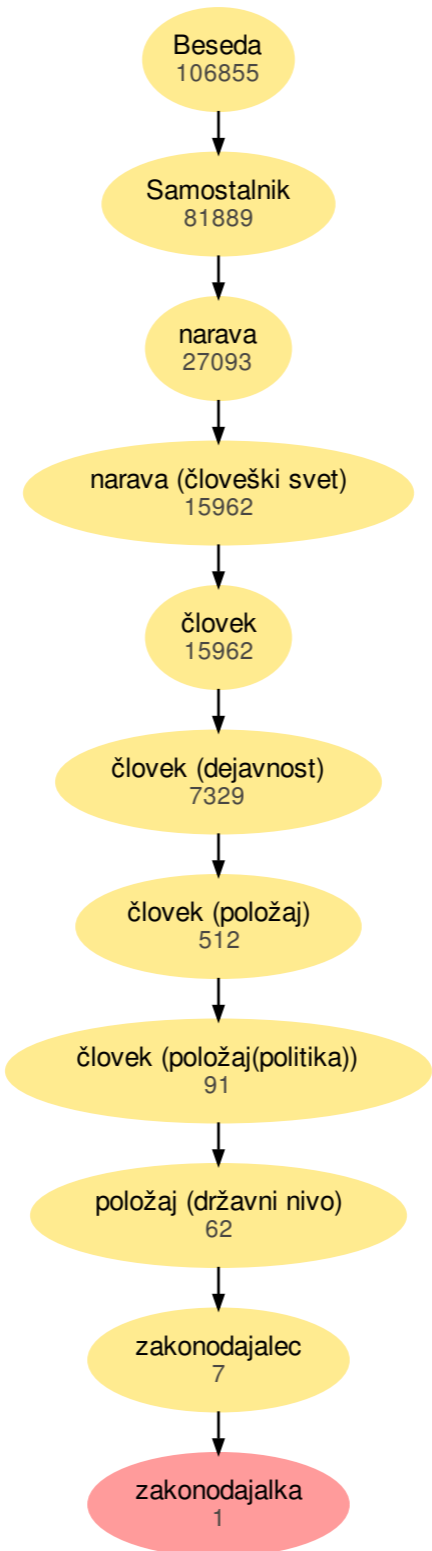 Beseda
106855
Samostalnik
81889
narava
27093
narava (človeški svet)
15962
človek
15962
človek (dejavnost)
7329
človek (položaj)
512
človek (položaj(politika))
91
položaj (državni nivo)
62
zakonodajalec
7
zakonodajalka
1